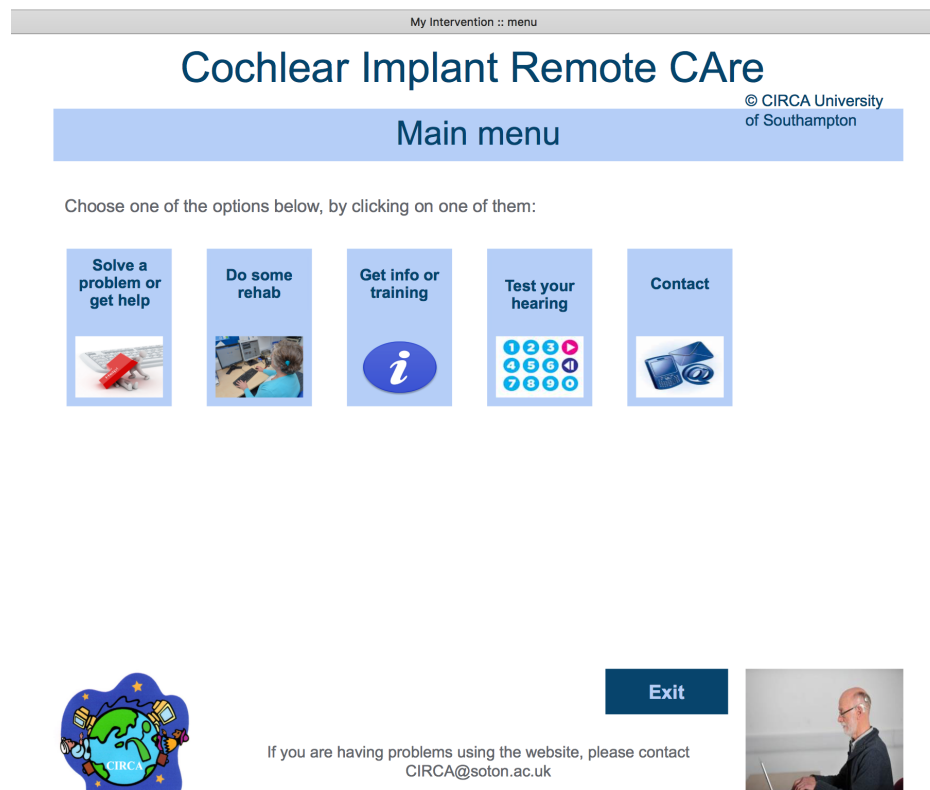 My Intervention :: menu
Cochlear Implant Remote CAre
© CIRCA University
of Southampton
Main menu
Choose one of the options below, by clicking on one of them:
Solve a
problem or
get help
Do some
rehab
Get info or
training
i
Test your
hearing
1 2 3
4 5 6
7 8 9 0
Contact
@
Exit
If you are having problems using the website, please contact
CIRCA@soton.ac.uk
CIRCA